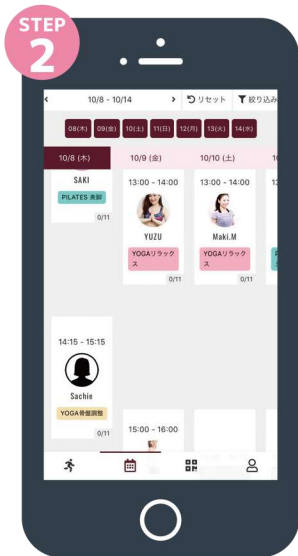 STEP
2
10/8 - 10/14
リセット
絞り込み
08(木) 09(金) 10(土) 11(日) 12(月) 13(火) 14(水)
10/8 (木)
10/9 (金)
10/10 (土)
SAKI
PILATES 美脚
0/11
13:00 - 14:00
YUZU
YOGAリラックス
ス
0/11
13:00 - 14:00
Maki.M
YOGAリラック
ス
0/11
14:15 - 15:15
Sachie
YOGA骨盤調整
0/11
15:00 - 16:00